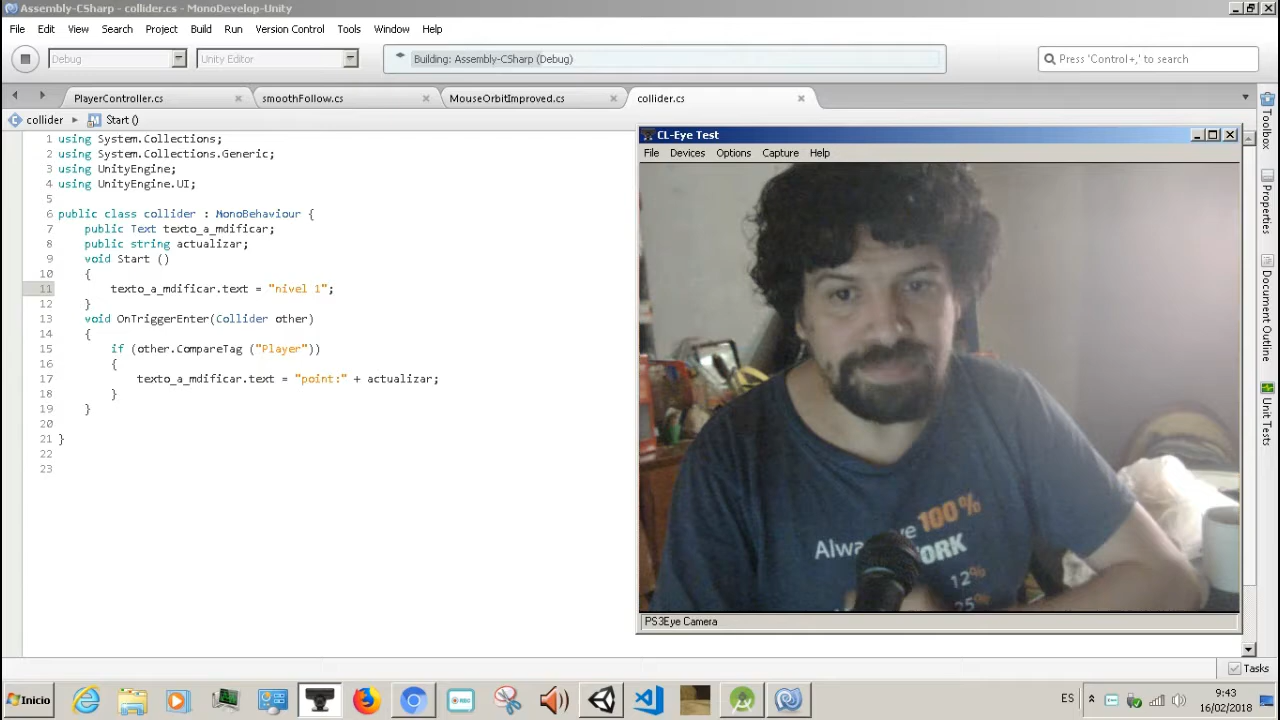 Assembly-CSharp - collider.cs - MonoDevelop-Unity
File Edit View Search Project Build Run Version Control Tools Window Help
Debug Unity Editor Building: Assembly-CSharp (Debug) Press 'Control+,' to search
PlayerController.cs smoothFollow.cs MouseOrbitImproved.cs collider.cs
collider Start ()
1 using System.Collections;
2 using System.Collections.Generic;
3 using UnityEngine;
4 using UnityEngine.UI;
5
6 public class collider : MonoBehaviour {
7 public Text texto_a_mdificar;
8 public string actualizar;
9 void Start ()
10 {
11 texto_a_mdificar.text = "nivel 1";
12 }
13 void OnTriggerEnter(Collider other)
14 {
15 if (other.CompareTag ("Player"))
16 {
17 texto_a_mdificar.text = "point:" + actualizar;
18 }
19 }
20
21 }
22
23
CL-Eye Test
File Devices Options Capture Help
100%
WORK
12%
25%
PS3Eye Camera
Toolbox
Properties
Document Outline
Unit Tests
Tasks
Inicio
ES
9:43
16/02/2018